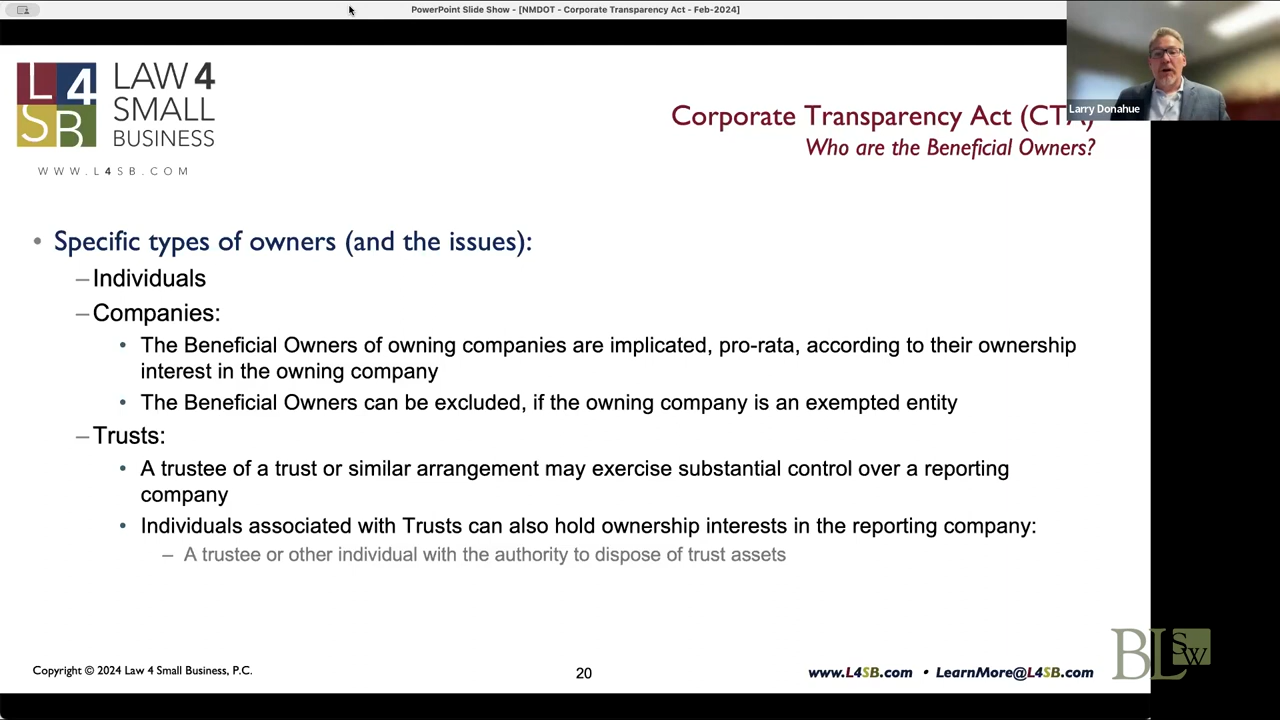 PowerPoint Slide Show - [NMDOT - Corporate Transparency Act - Feb-2024]
L4SB
LAW 4
SMALL
BUSINESS
WWW.L4SB.COM
Larry Donahue
Corporate Transparency Act (CTA)
Who are the Beneficial Owners?
• Specific types of owners (and the issues):
– Individuals
– Companies:
• The Beneficial Owners of owning companies are implicated, pro-rata, according to their ownership
interest in the owning company
• The Beneficial Owners can be excluded, if the owning company is an exempted entity
– Trusts:
• A trustee of a trust or similar arrangement may exercise substantial control over a reporting
company
• Individuals associated with Trusts can also hold ownership interests in the reporting company:
– A trustee or other individual with the authority to dispose of trust assets
Copyright © 2024 Law 4 Small Business, P.C.
20
www.L4SB.com • LearnMore@L4SB.com
BLSW